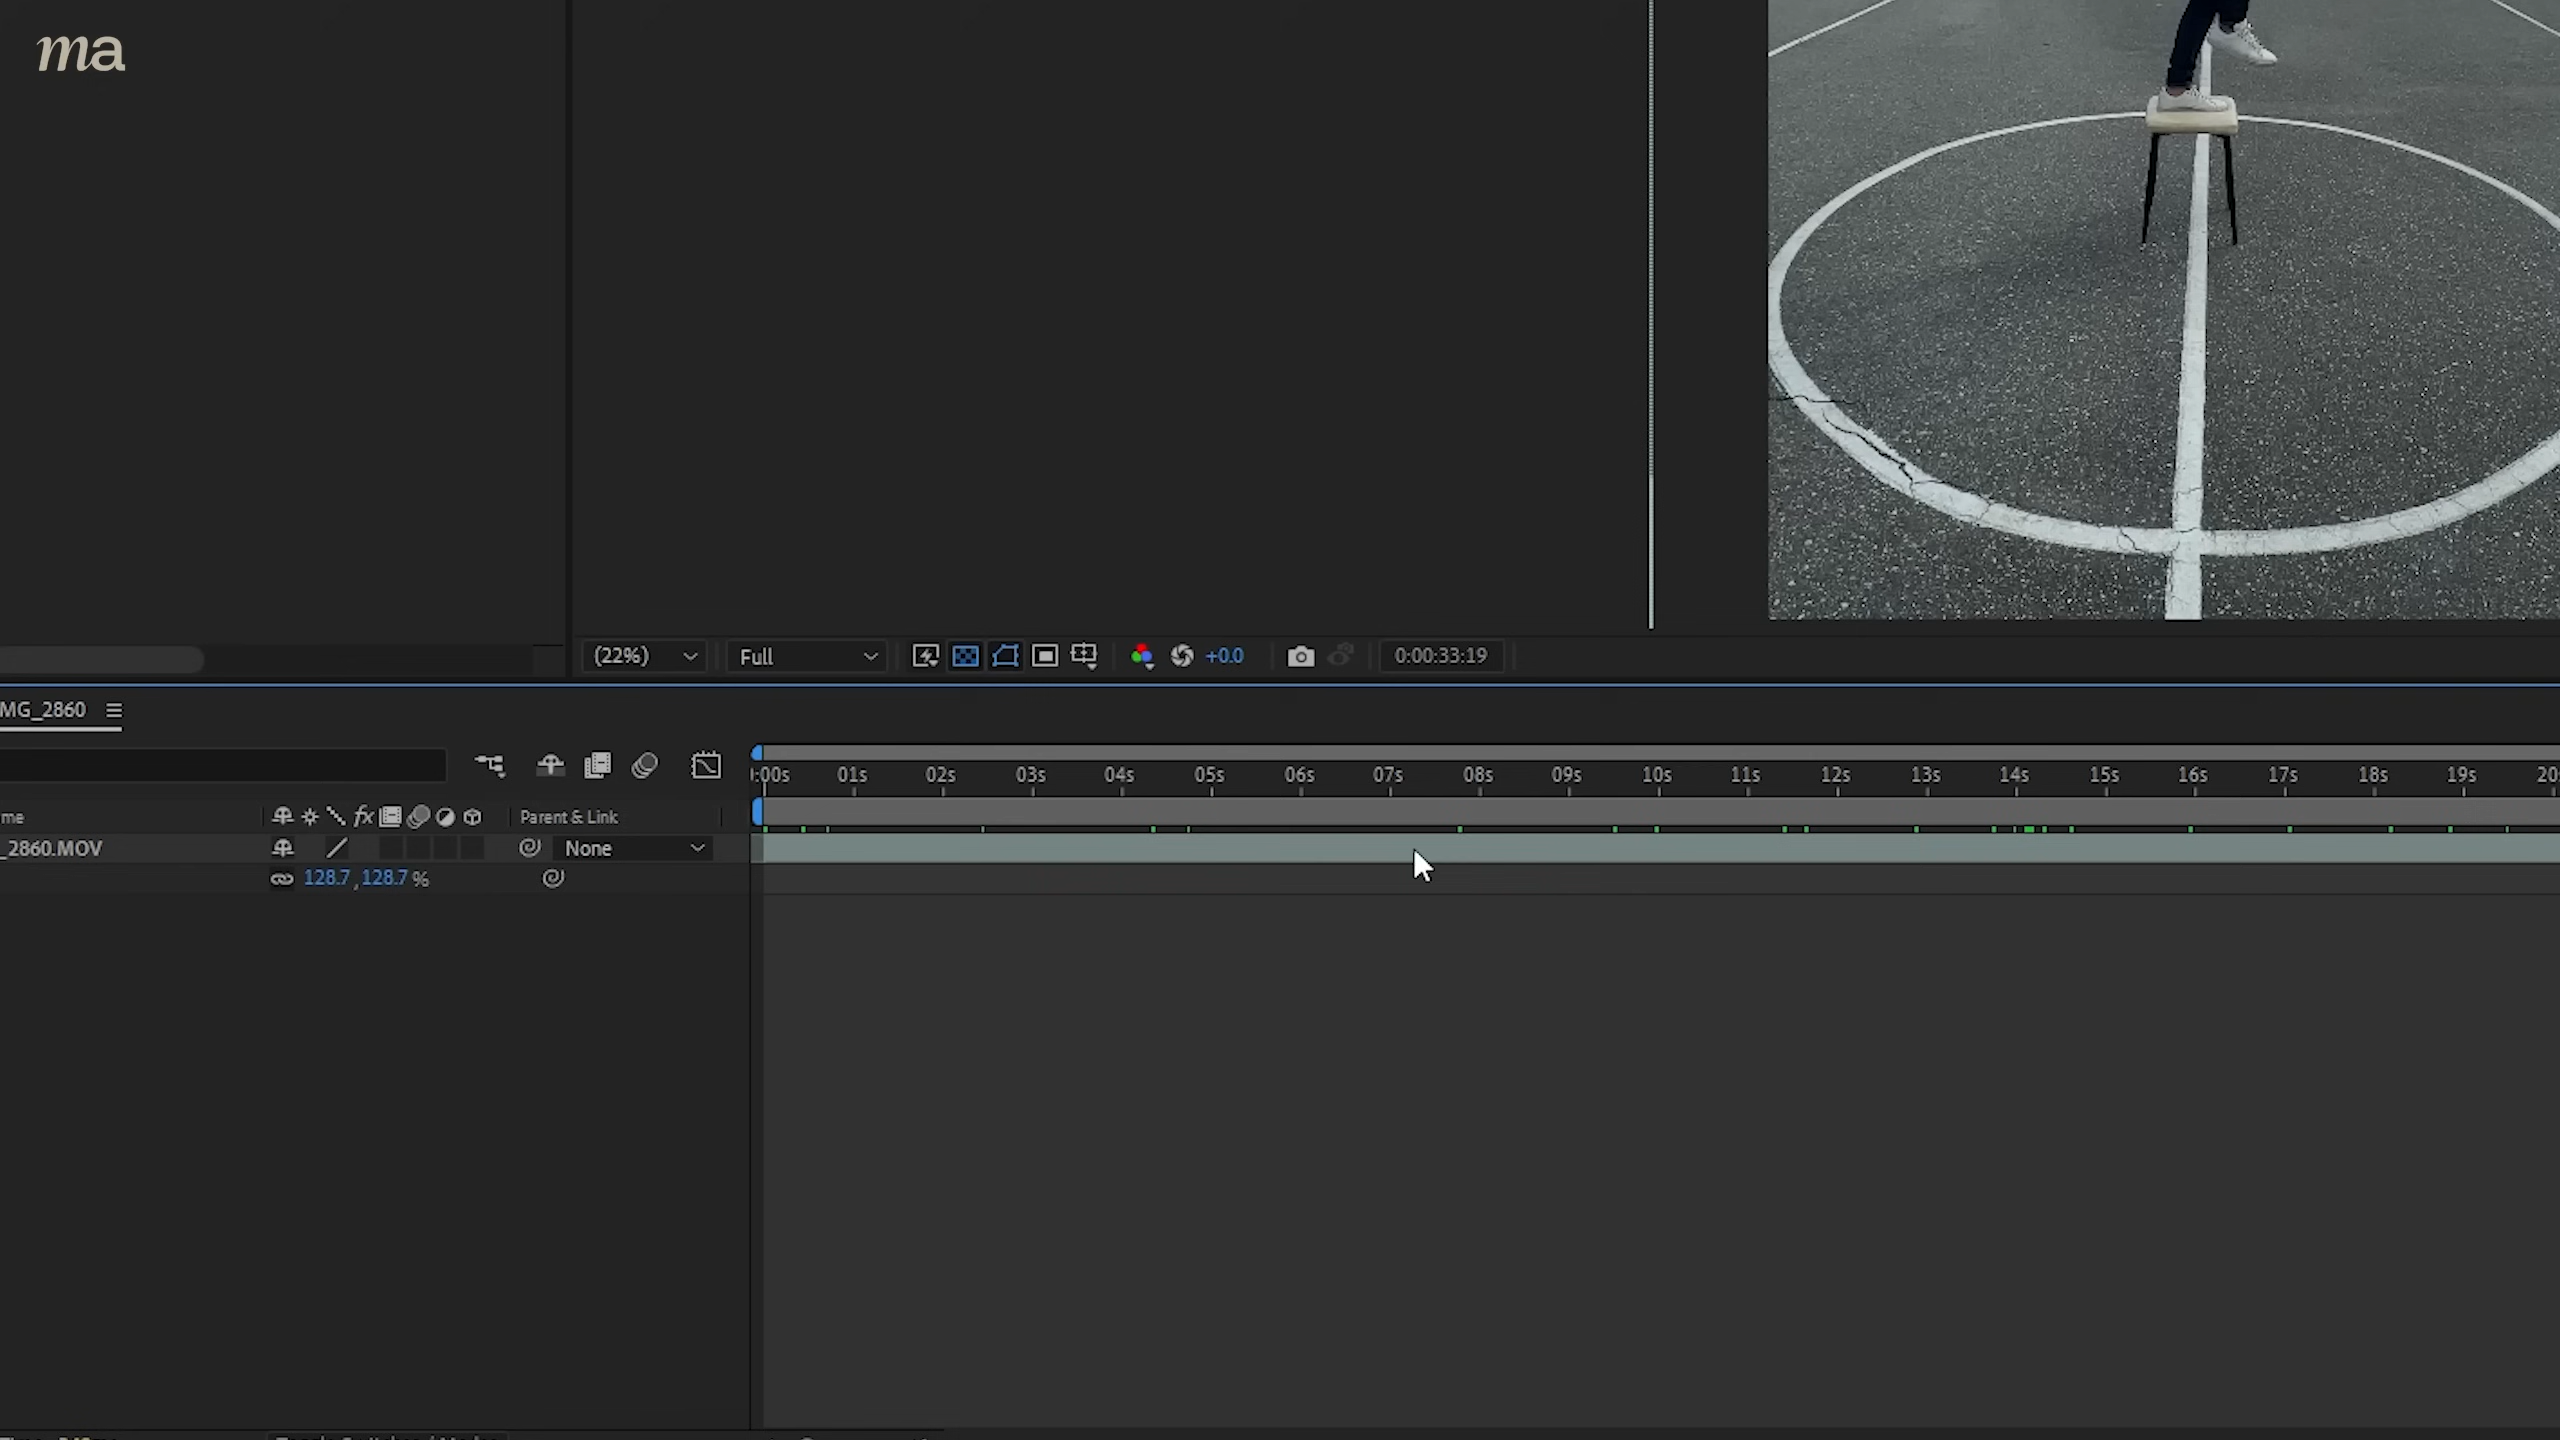 ma
(22%)
Full
+0.0
0:00:33:19
MG_2860
:00s 01s 02s 03s 04s 05s 06s 07s 08s 09s 10s 11s 12s 13s 14s 15s 16s 17s 18s 19s 20
me
fx
Parent & Link
_2860.MOV
None
128.7, 128.7 %